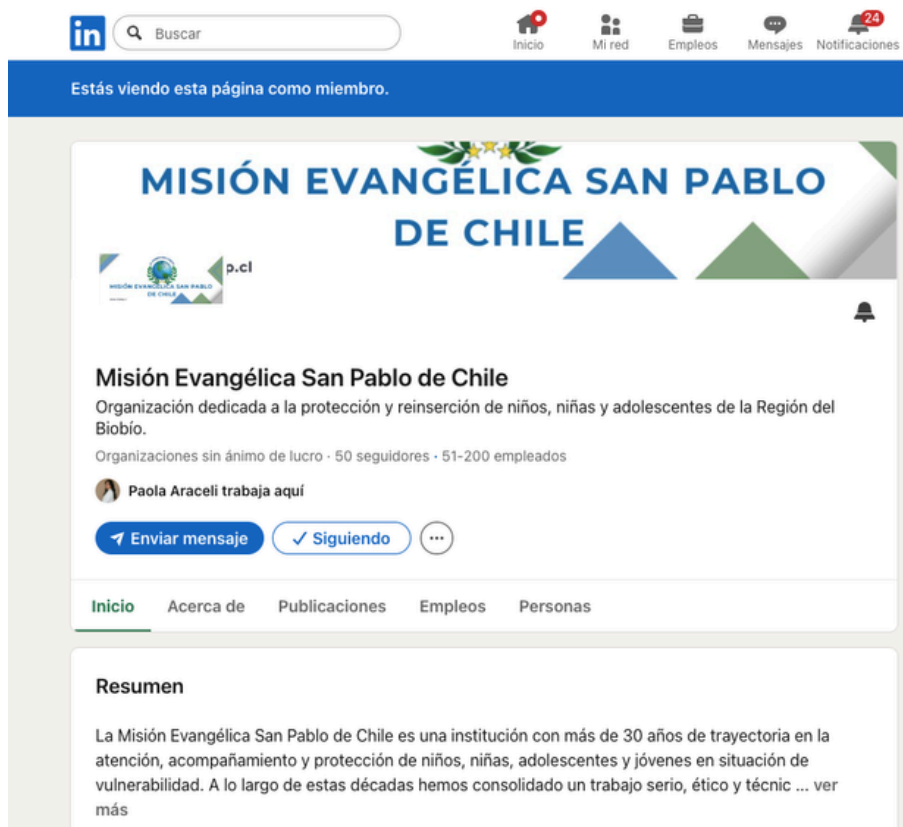 in
Buscar
Inicio
Mi red
Empleos
Mensajes
24
Notificaciones
Estás viendo esta página como miembro.
MISIÓN EVANGÉLICA SAN PABLO
DE CHILE
p.cl
MISIÓN EVANGÉLICA SAN PABLO
DE CHILE
Misión Evangélica San Pablo de Chile
Organización dedicada a la protección y reinserción de niños, niñas y adolescentes de la Región del
Biobío.
Organizaciones sin ánimo de lucro · 50 seguidores · 51-200 empleados
Paola Araceli trabaja aquí
Enviar mensaje
Siguiendo
Inicio
Acerca de
Publicaciones
Empleos
Personas
Resumen
La Misión Evangélica San Pablo de Chile es una institución con más de 30 años de trayectoria en la
atención, acompañamiento y protección de niños, niñas, adolescentes y jóvenes en situación de
vulnerabilidad. A lo largo de estas décadas hemos consolidado un trabajo serio, ético y técnic ... ver
más